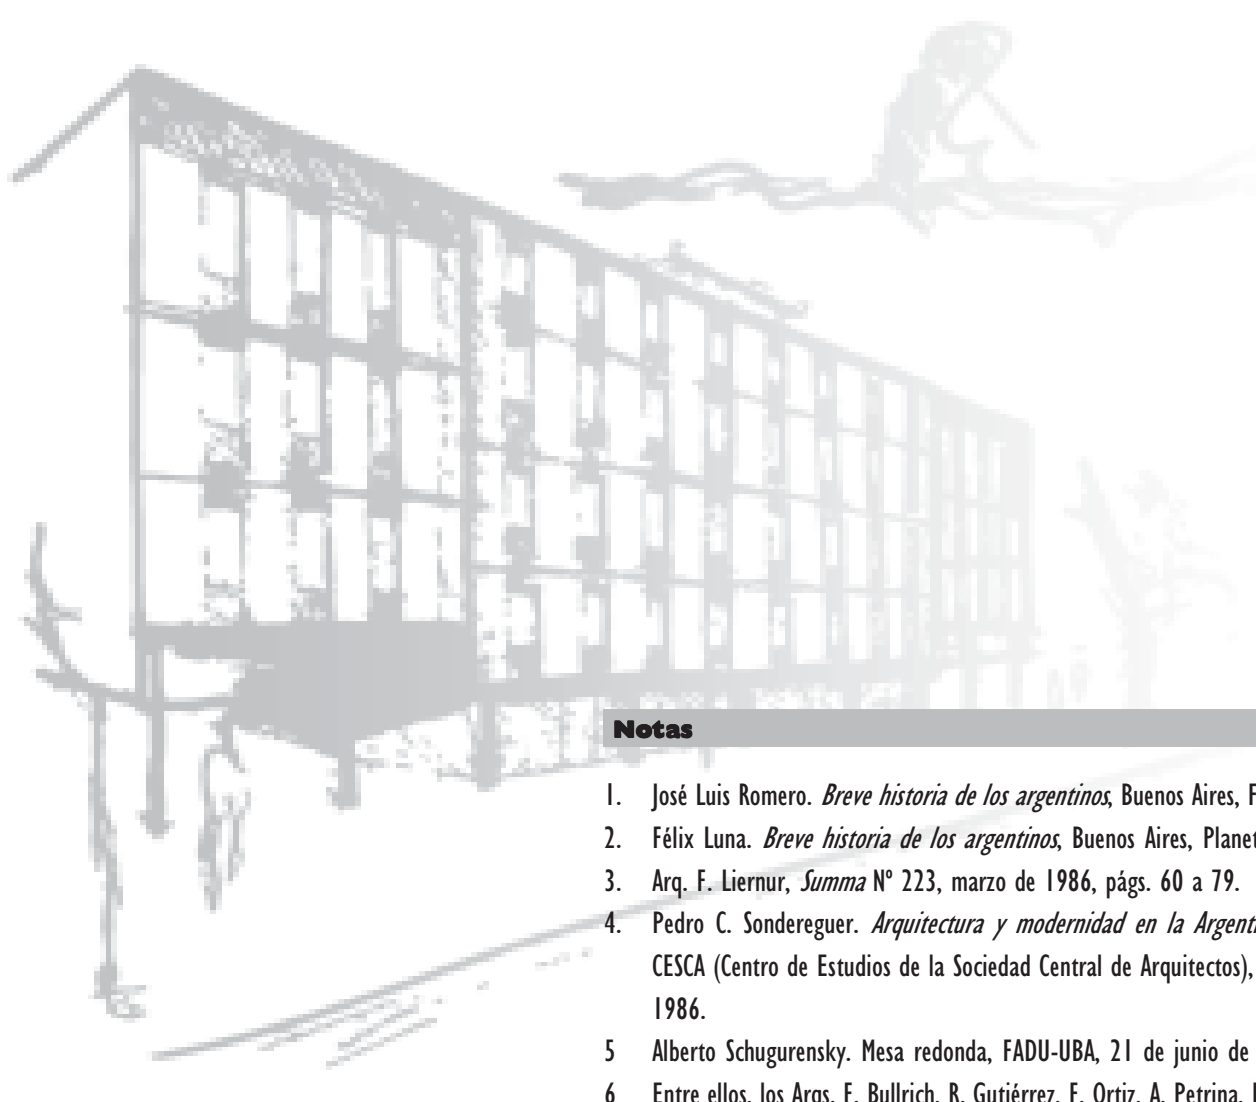 Notas
1. José Luis Romero. Breve historia de los argentinos, Buenos Aires, F
2. Félix Luna. Breve historia de los argentinos, Buenos Aires, Planet
3. Arq. F. Liernur, Summa Nº 223, marzo de 1986, págs. 60 a 79.
4. Pedro C. Sondereguer. Arquitectura y modernidad en la Argenti
CESCA (Centro de Estudios de la Sociedad Central de Arquitectos),
1986.
5 Alberto Schugurensky. Mesa redonda, FADU-UBA, 21 de junio de
6 Entre ellos, los Arqs. F. Bullrich, R. Gutiérrez, F. Ortiz, A. Petrina,